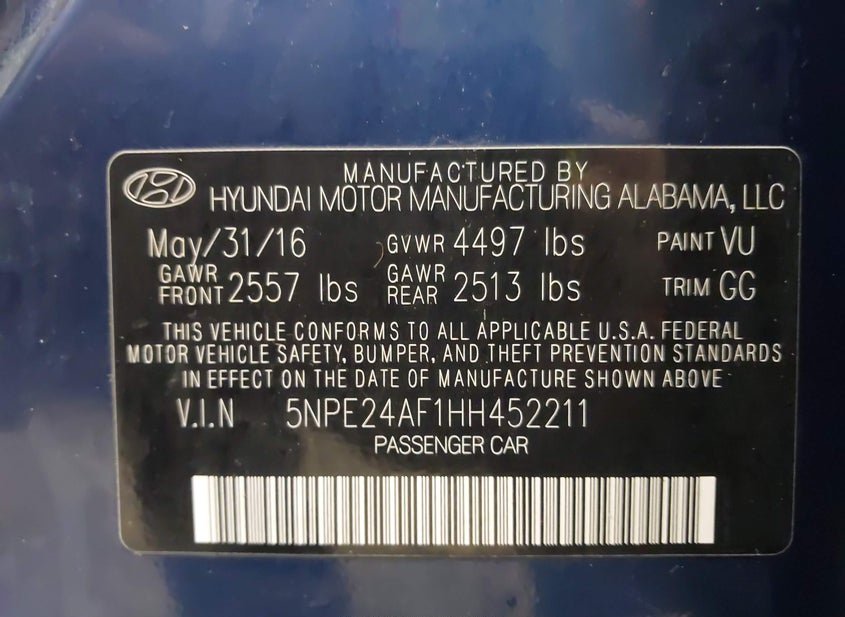 MANUFACTURED BY
HYUNDAI MOTOR MANUFACTURING ALABAMA, LLC
May/31/16 GVWR 4497 lbs PAINT VU
GAWR FRONT 2557 lbs GAWR REAR 2513 lbs TRIM GG
THIS VEHICLE CONFORMS TO ALL APPLICABLE U.S.A. FEDERAL
MOTOR VEHICLE SAFETY, BUMPER, AND THEFT PREVENTION STANDARDS
IN EFFECT ON THE DATE OF MANUFACTURE SHOWN ABOVE
V.I.N 5NPE24AF1HH452211
PASSENGER CAR